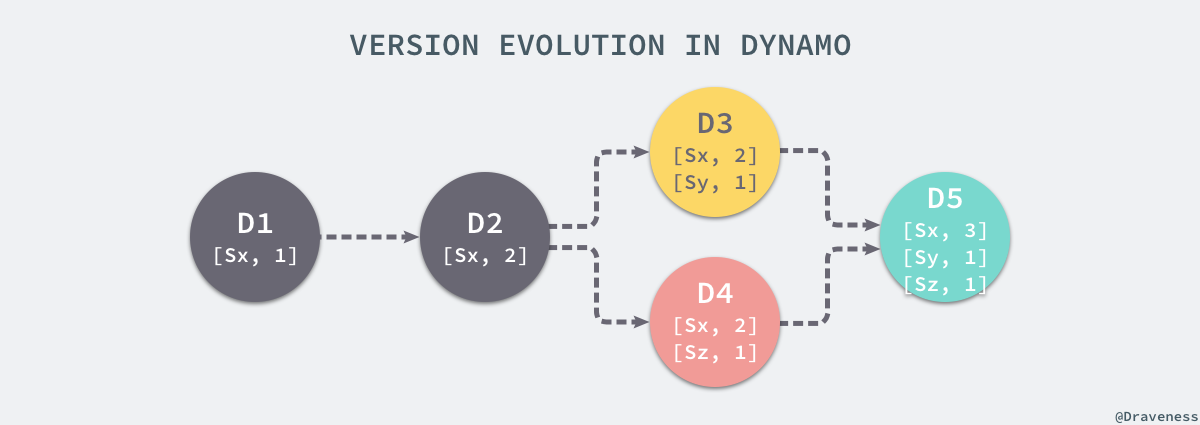 VERSION EVOLUTION IN DYNAMO
D1
[Sx, 1]
D2
[Sx, 2]
D3
[Sx, 2]
[Sy, 1]
D4
[Sx, 2]
[Sz, 1]
D5
[Sx, 3]
[Sy, 1]
[Sz, 1]
@Draveness